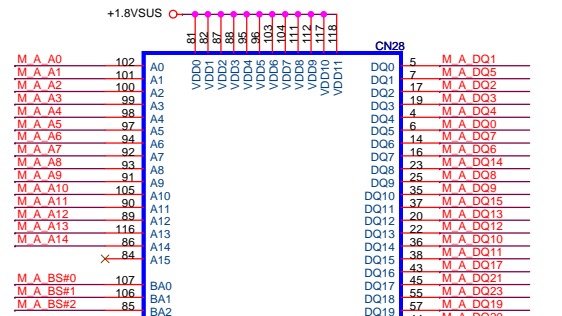 +1.8VSUS
81 82 87 88 95 96 103 104 111 112 117 118
CN28
VDD0 VDD1 VDD2 VDD3 VDD4 VDD5 VDD6 VDD7 VDD8 VDD9 VDD10 VDD11
M_A_A0 102 A0 DQ0 5 M_A_DQ1
M_A_A1 101 A1 DQ1 7 M_A_DQ5
M_A_A2 100 A2 DQ2 17 M_A_DQ2
M_A_A3 99 A3 DQ3 19 M_A_DQ3
M_A_A4 98 A4 DQ4 4 M_A_DQ4
M_A_A5 97 A5 DQ5 6 M_A_DQ0
M_A_A6 94 A6 DQ6 14 M_A_DQ7
M_A_A7 92 A7 DQ7 16 M_A_DQ6
M_A_A8 93 A8 DQ8 23 M_A_DQ14
M_A_A9 91 A9 DQ9 25 M_A_DQ8
M_A_A10 105 A10 DQ10 35 M_A_DQ9
M_A_A11 90 A11 DQ11 37 M_A_DQ15
M_A_A12 89 A12 DQ12 20 M_A_DQ13
M_A_A13 116 A13 DQ13 22 M_A_DQ12
M_A_A14 86 A14 DQ14 36 M_A_DQ10
84 A15 DQ15 38 M_A_DQ11
DQ16 43 M_A_DQ17
M_A_BS#0 107 BA0 DQ17 45 M_A_DQ21
M_A_BS#1 106 BA1 DQ18 55 M_A_DQ23
M_A_BS#2 85 BA2 DQ19 57 M_A_DQ19